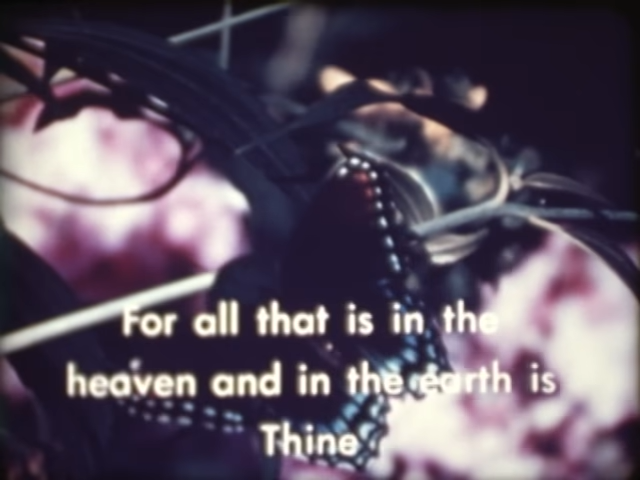 For all that is in the
heaven and in the earth is
Thine